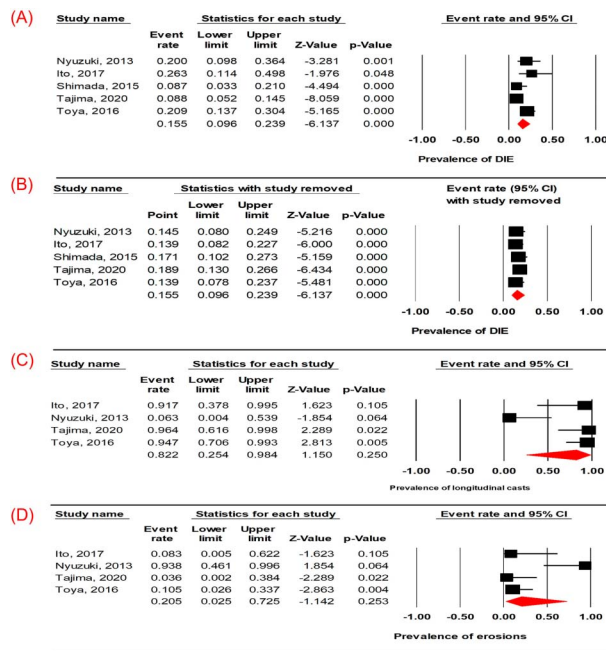 (A)
Study name Statistics for each study Event rate and 95% CI
Event Lower Upper
rate limit limit Z-Value p-Value
Nyuzuki, 2013 0.200 0.098 0.364 -3.281 0.001
Ito, 2017 0.263 0.114 0.498 -1.976 0.048
Shimada, 2015 0.087 0.033 0.210 -4.494 0.000
Tajima, 2020 0.088 0.052 0.145 -8.059 0.000
Toya, 2016 0.209 0.137 0.304 -5.165 0.000
0.155 0.096 0.239 -6.137 0.000
-1.00 -0.50 0.00 0.50 1.00
Prevalence of DIE
(B)
Study name Statistics with study removed Event rate (95% CI)
with study removed
Lower Upper
Point limit limit Z-Value p-Value
Nyuzuki, 2013 0.145 0.080 0.249 -5.216 0.000
Ito, 2017 0.139 0.082 0.227 -6.000 0.000
Shimada, 2015 0.171 0.102 0.273 -5.159 0.000
Tajima, 2020 0.189 0.130 0.266 -6.434 0.000
Toya, 2016 0.139 0.078 0.237 -5.481 0.000
0.155 0.096 0.239 -6.137 0.000
-1.00 -0.50 0.00 0.50 1.00
Prevalence of DIE
(C)
Study name Statistics for each study Event rate and 95% CI
Event Lower Upper
rate limit limit Z-Value p-Value
Ito, 2017 0.917 0.378 0.995 1.623 0.105
Nyuzuki, 2013 0.063 0.004 0.539 -1.854 0.064
Tajima, 2020 0.964 0.616 0.998 2.289 0.022
Toya, 2016 0.947 0.706 0.993 2.813 0.005
0.822 0.254 0.984 1.150 0.250
-1.00 -0.50 0.00 0.50 1.00
Prevalence of longitudinal casts
(D)
Study name Statistics for each study Event rate and 95% CI
Event Lower Upper
rate limit limit Z-Value p-Value
Ito, 2017 0.083 0.005 0.622 -1.623 0.105
Nyuzuki, 2013 0.938 0.461 0.996 1.854 0.064
Tajima, 2020 0.036 0.002 0.384 -2.289 0.022
Toya, 2016 0.105 0.026 0.337 -2.863 0.004
0.205 0.025 0.725 -1.142 0.253
-1.00 -0.50 0.00 0.50 1.00
Prevalence of erosions